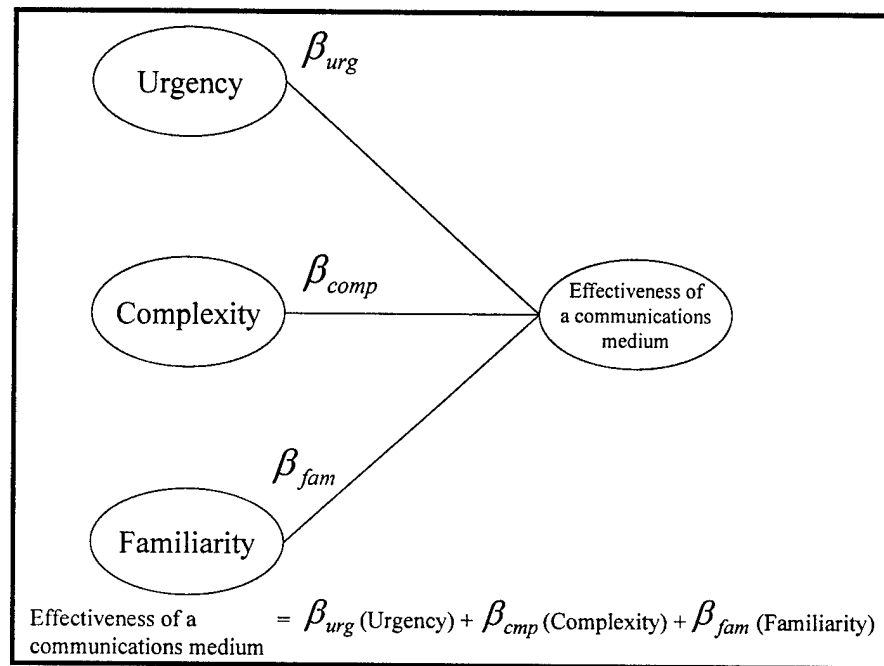 β_urg
Urgency
β_comp
Complexity
Effectiveness of
a communications
medium
β_fam
Familiarity
Effectiveness of a
communications medium = β_urg (Urgency) + β_cmp (Complexity) + β_fam (Familiarity)